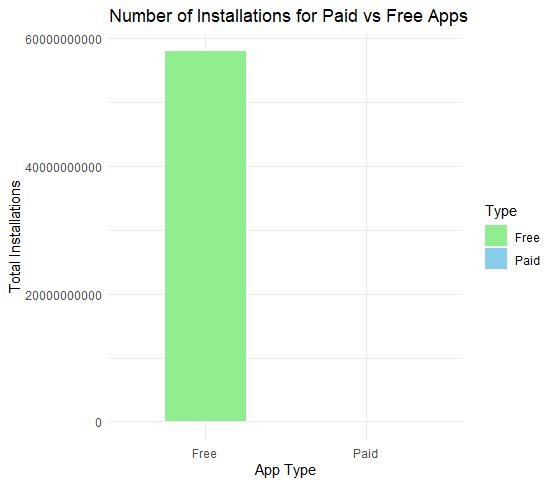 Number of Installations for Paid vs Free Apps
60000000000
40000000000
20000000000
0
Total Installations
Free
Paid
App Type
Type
Free
Paid